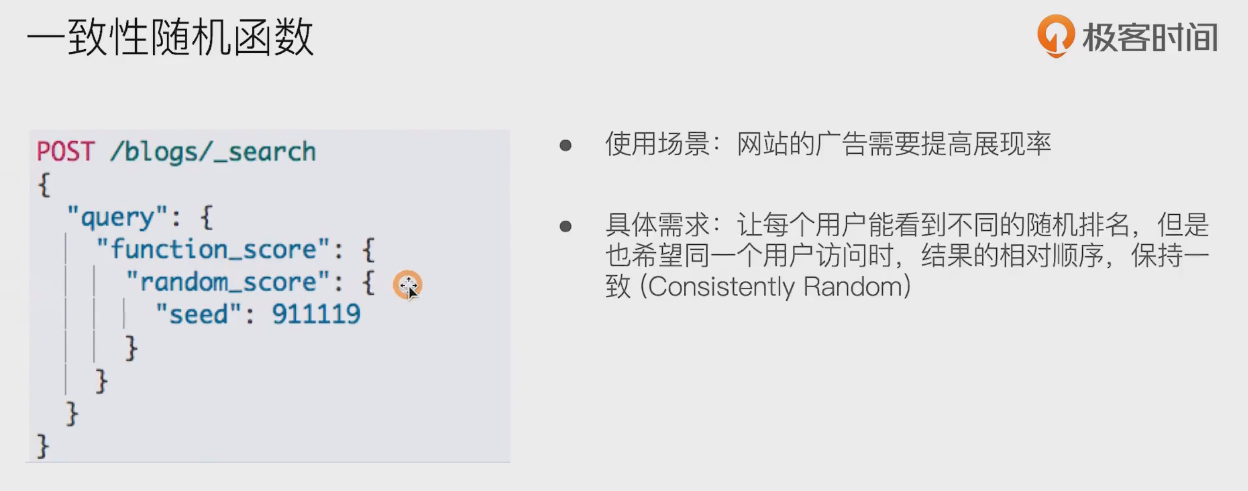 一致性随机函数
极客时间
POST /blogs/_search
{
"query": {
"function_score": {
"random_score": {
"seed": 911119
}
}
}
}
● 使用场景：网站的广告需要提高展现率
● 具体需求：让每个用户能看到不同的随机排名，但是
也希望同一个用户访问时，结果的相对顺序，保持一
致 (Consistently Random)